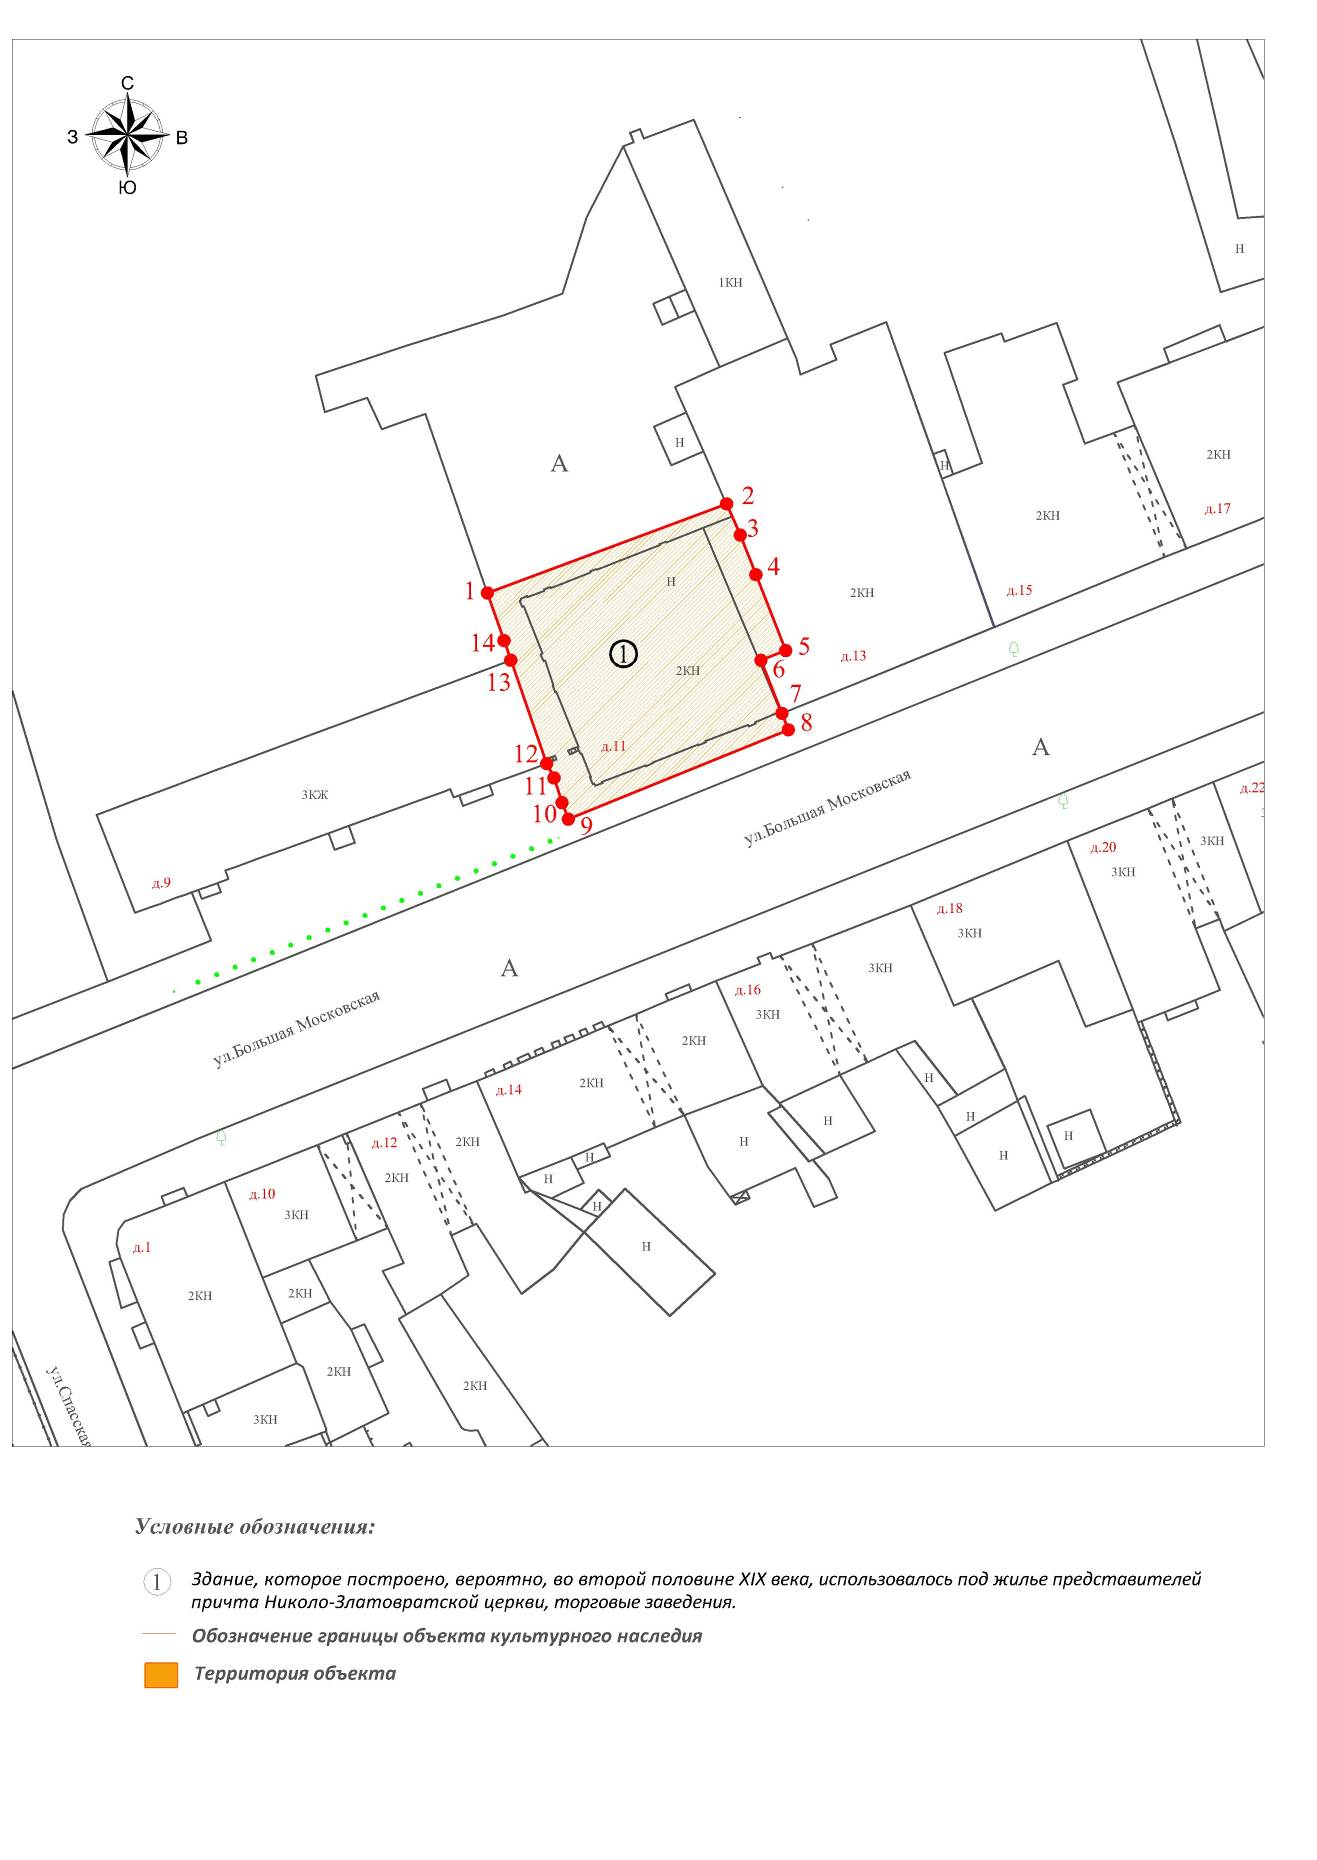 С
З
В
Ю
Н
1КН
Н
А
Н
2КН
д.17
2
Н
2КН
3
4
Н
1
2КН
д.15
14
1
5
13
2КН
6
д.13
7
8
12
д.11
11
А
3КЖ
10
9
д.22
ул.Большая Московская
д.9
д.20
3КН
3КН
д.18
3КН
А
3КН
д.16
3КН
ул.Большая Московская
2КН
2КН
д.14
Н
Н
Н
Н
Н
Н
Н
д.12
2КН
2КН
Н
Н
Н
Н
д.10
3КН
д.1
2КН
2КН
2КН
2КН
3КН
ул.Спасская
Условные обозначения:
1 Здание, которое построено, вероятно, во второй половине XIX века, использовалось под жилье представителей
причта Николо-Златовратской церкви, торговые заведения.
Обозначение границы объекта культурного наследия
Территория объекта